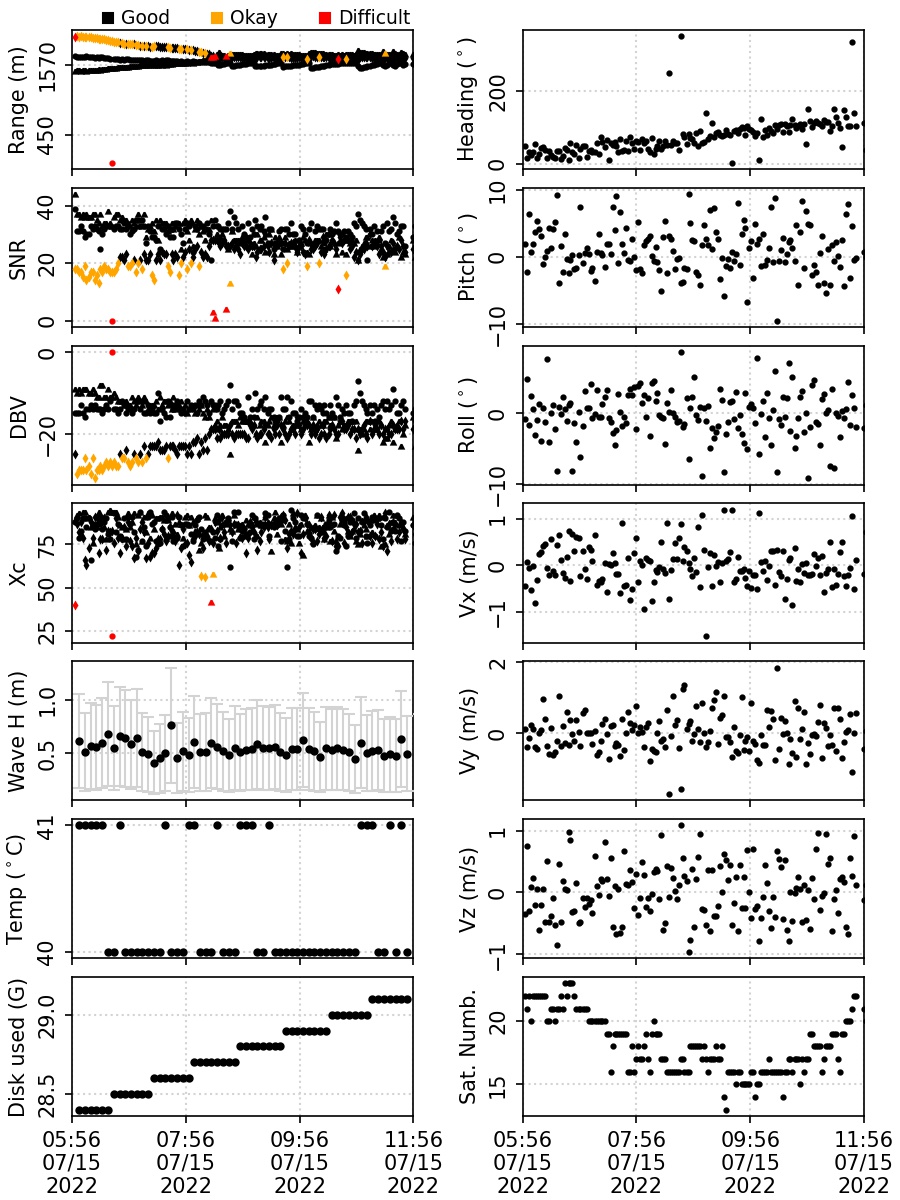 Good Okay Difficult
Range (m)
1570
450
Heading (°)
200
0
SNR
40
20
0
Pitch (°)
10
0
−10
DBV
0
−20
Roll (°)
0
−10
Xc
75
50
25
Vx (m/s)
1
0
−1
Wave H (m)
1.0
0.5
Vy (m/s)
2
0
Temp (°C)
41
40
Vz (m/s)
1
0
−1
Disk used (G)
29.0
28.5
Sat. Numb.
20
15
05:56 07:56 09:56 11:56 05:56 07:56 09:56 11:56
07/15 07/15 07/15 07/15 07/15 07/15 07/15 07/15
2022 2022 2022 2022 2022 2022 2022 2022